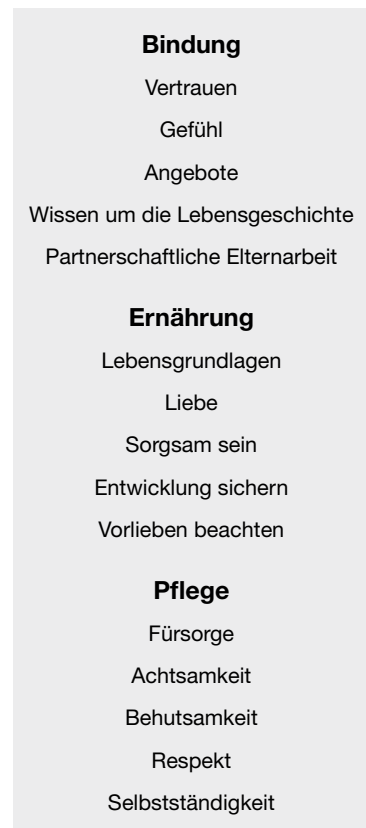 Bindung
Vertrauen
Gefühl
Angebote
Wissen um die Lebensgeschichte
Partnerschaftliche Elternarbeit
Ernährung
Lebensgrundlagen
Liebe
Sorgsam sein
Entwicklung sichern
Vorlieben beachten
Pflege
Fürsorge
Achtsamkeit
Behutsamkeit
Respekt
Selbstständigkeit